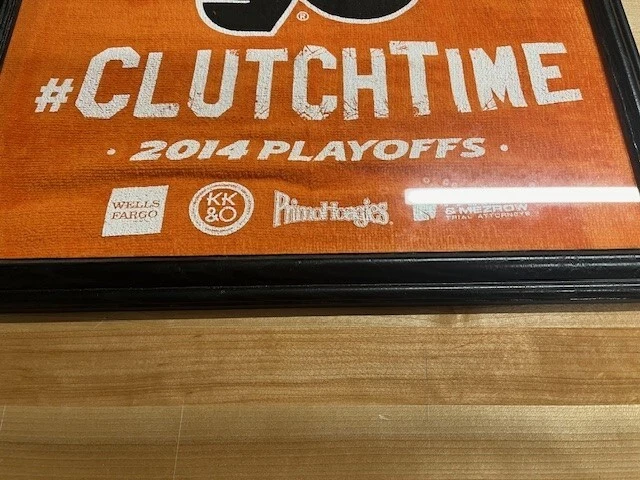 ®
#CLUTCHTIME
· 2014 PLAYOFFS ·
WELLS FARGO
KK &O
PrimoHoagies
& MEZROW
TRIAL ATTORNEYS